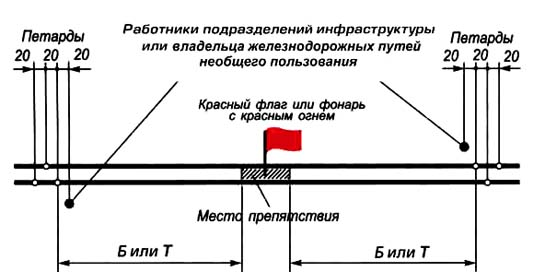 Работники подразделений инфраструктуры
или владельца железнодорожных путей
необщего пользования
Петарды
20 20 20
Петарды
20 20 20
Красный флаг или фонарь
с красным огнем
Место препятствия
Б или Т
Б или Т